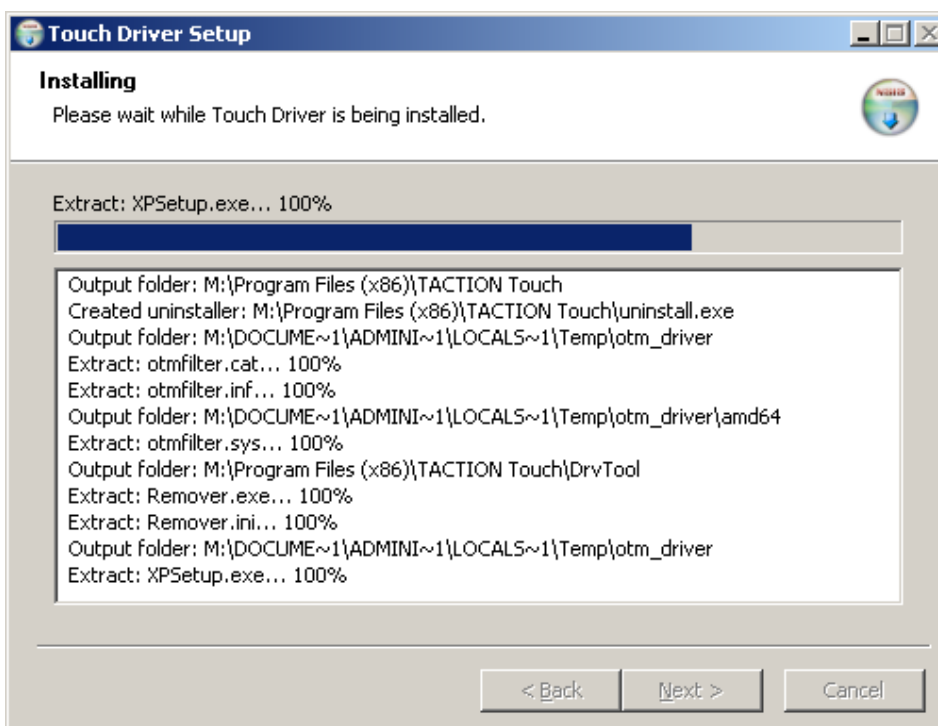 Touch Driver Setup
Installing
Please wait while Touch Driver is being installed.
Extract: XPSetup.exe... 100%
Output folder: M:\Program Files (x86)\TACTION Touch
Created uninstaller: M:\Program Files (x86)\TACTION Touch\uninstall.exe
Output folder: M:\DOCUME~1\ADMINI~1\LOCALS~1\Temp\otm_driver
Extract: otmfilter.cat... 100%
Extract: otmfilter.inf... 100%
Output folder: M:\DOCUME~1\ADMINI~1\LOCALS~1\Temp\otm_driver\amd64
Extract: otmfilter.sys... 100%
Output folder: M:\Program Files (x86)\TACTION Touch\DrvTool
Extract: Remover.exe... 100%
Extract: Remover.ini... 100%
Output folder: M:\DOCUME~1\ADMINI~1\LOCALS~1\Temp\otm_driver
Extract: XPSetup.exe... 100%
< Back
Next >
Cancel